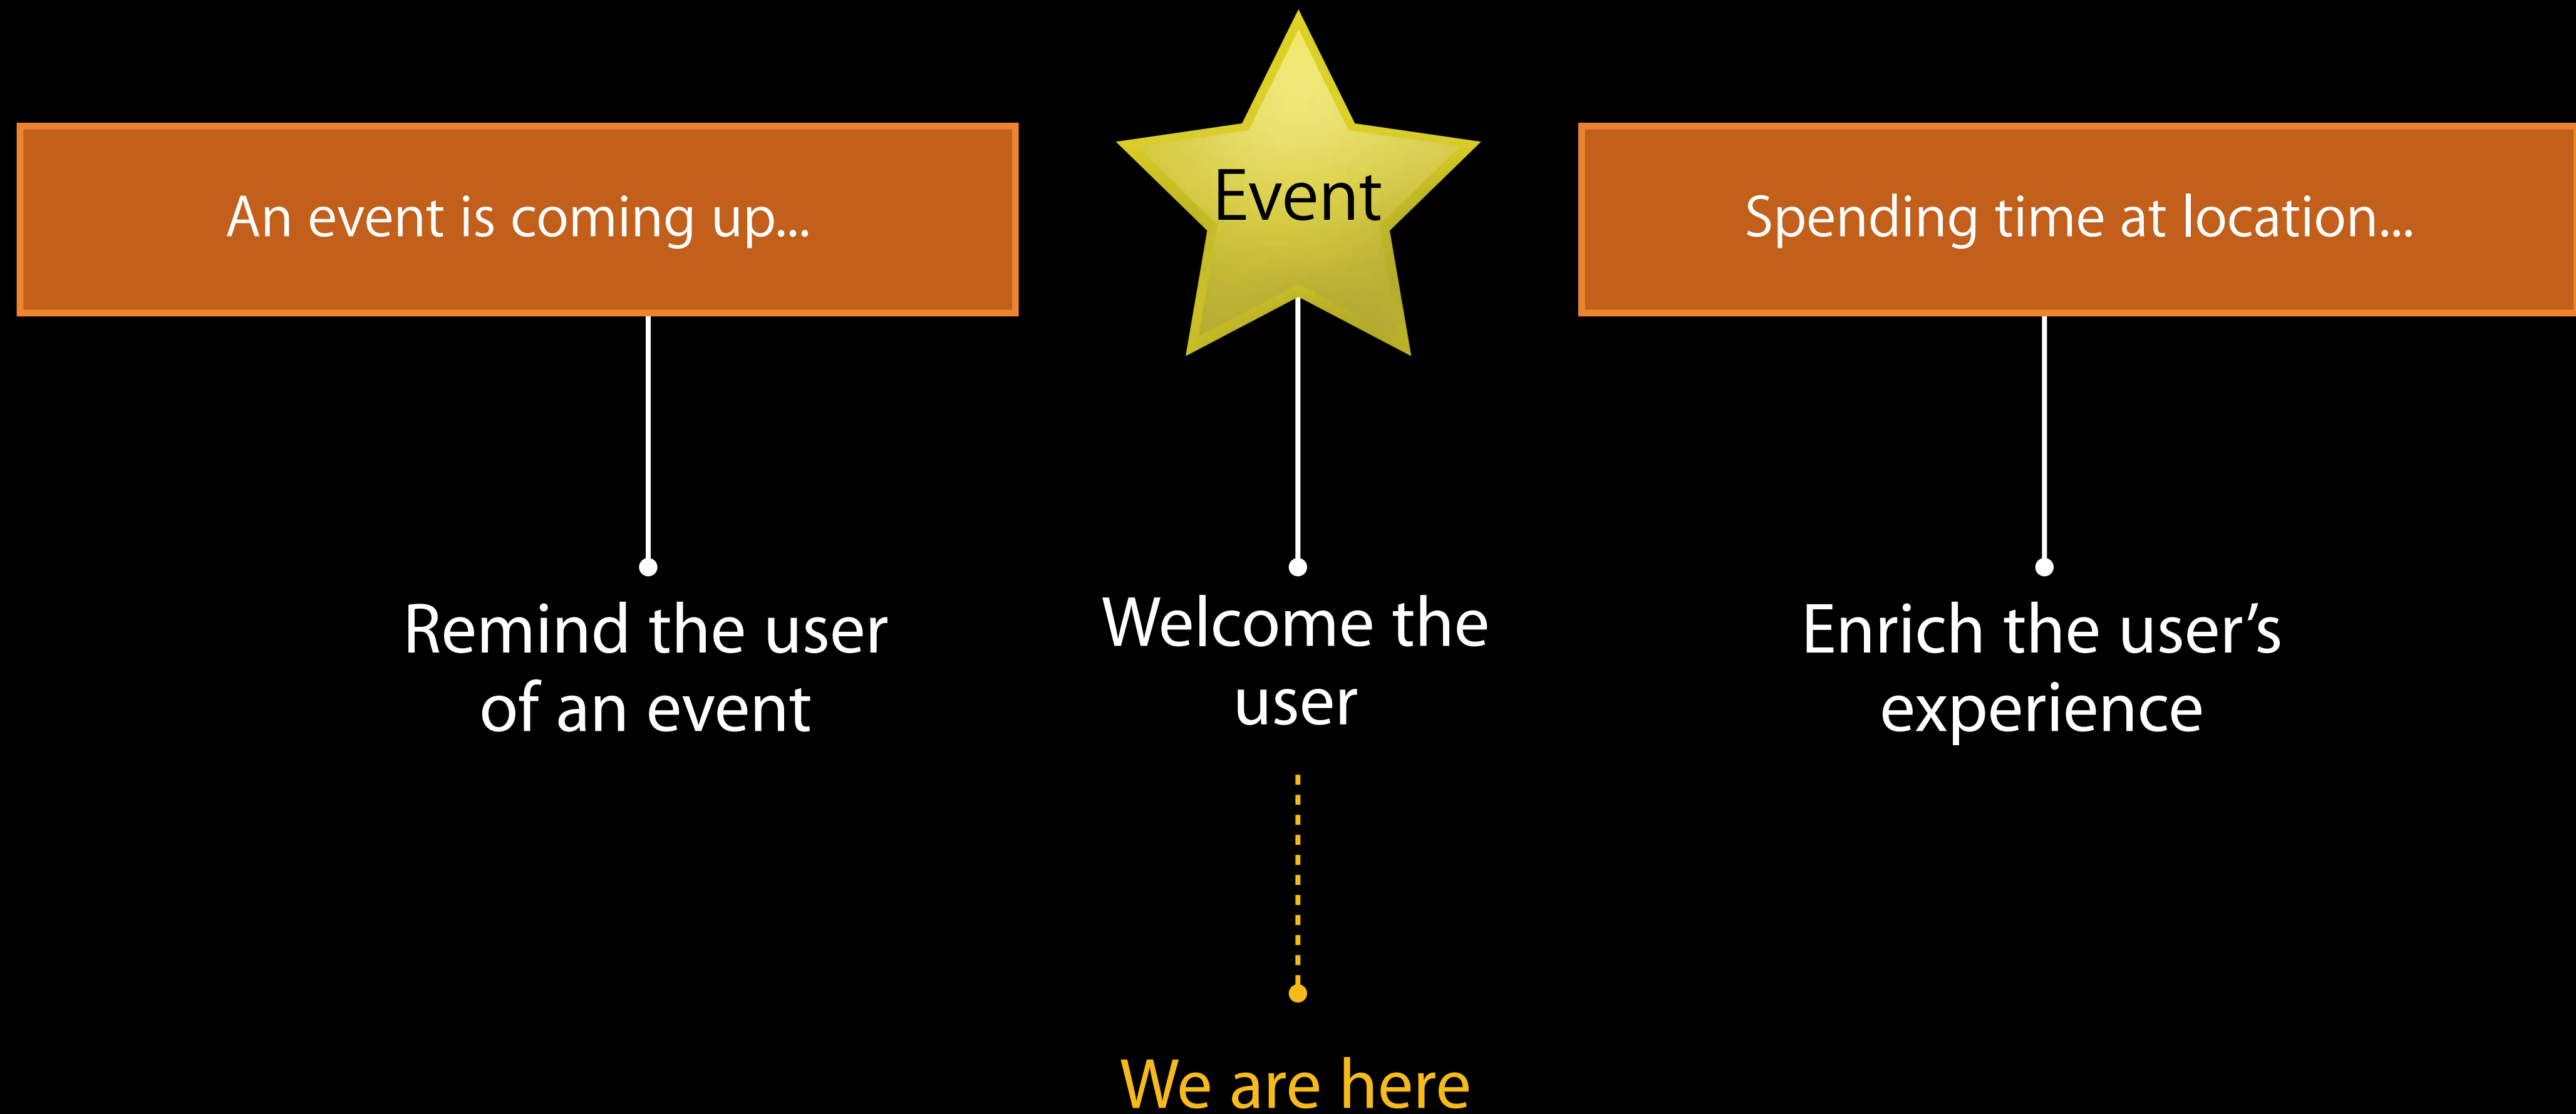 An event is coming up...
Event
Spending time at location...
Remind the user
of an event
Welcome the
user
Enrich the user’s
experience
We are here